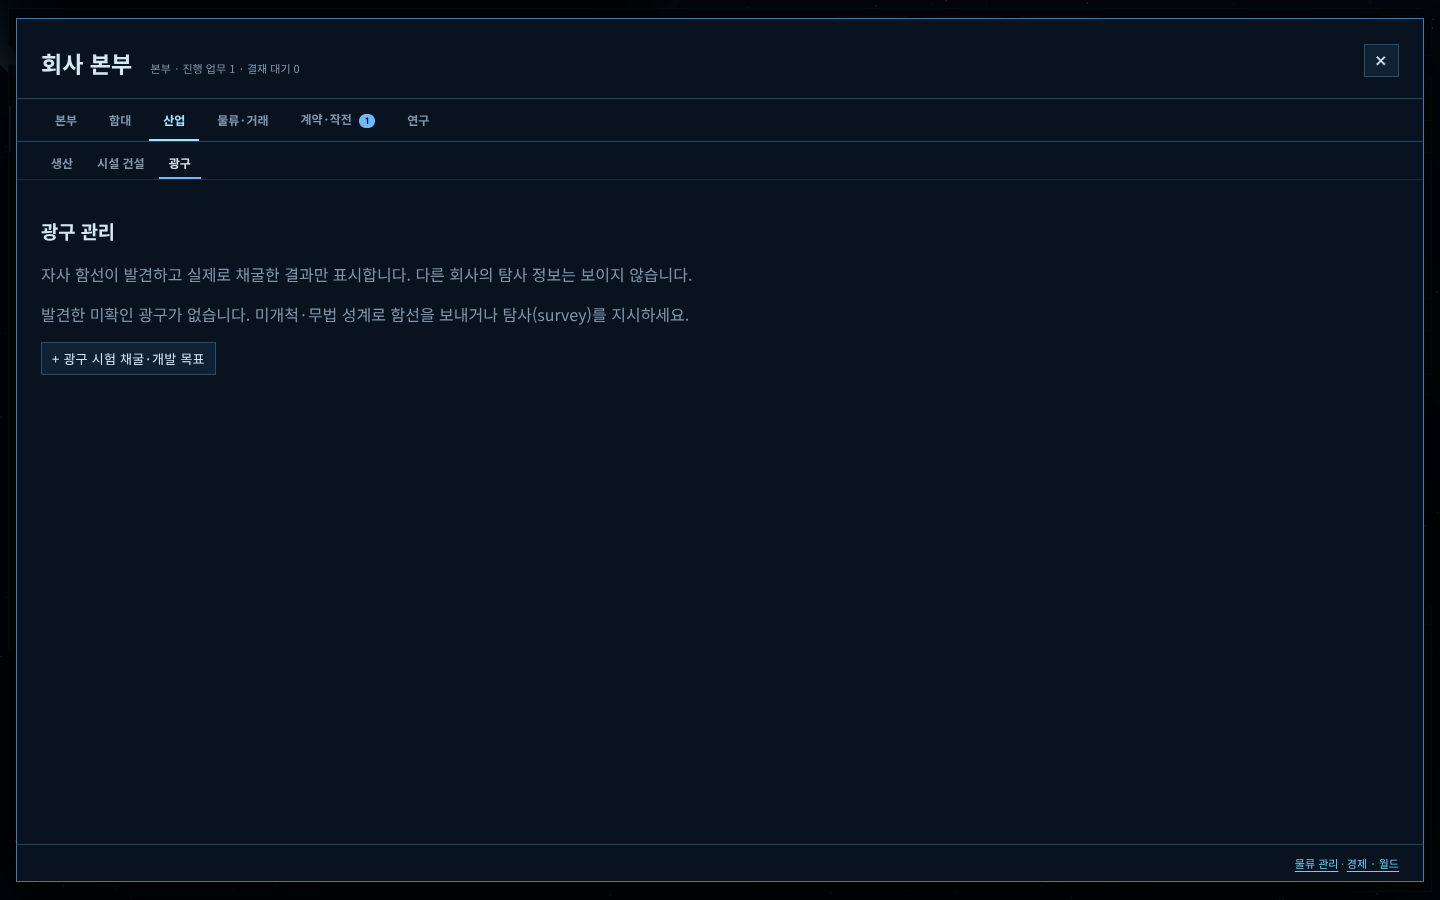 회사 본부
본부 · 진행 업무 1 · 결재 대기 0
×
본부 함대 산업 물류·거래 계약·작전 1 연구
생산 시설 건설 광구
광구 관리
자사 함선이 발견하고 실제로 채굴한 결과만 표시합니다. 다른 회사의 탐사 정보는 보이지 않습니다.
발견한 미확인 광구가 없습니다. 미개척·무법 성계로 함선을 보내거나 탐사(survey)를 지시하세요.
+ 광구 시험 채굴·개발 목표
물류 관리 · 경제 · 월드